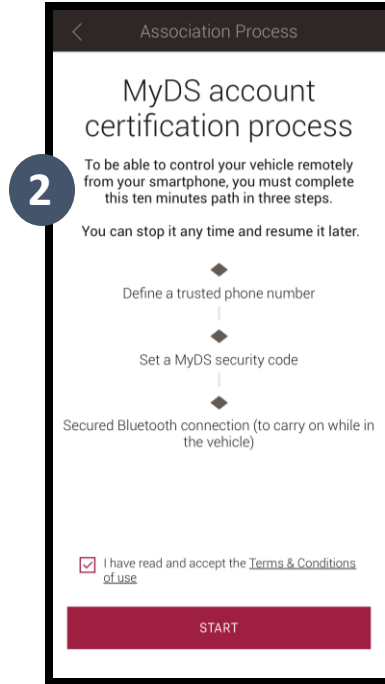 Association Process
MyDS account
certification process
2
To be able to control your vehicle remotely
from your smartphone, you must complete
this ten minutes path in three steps.
You can stop it any time and resume it later.
Define a trusted phone number
Set a MyDS security code
Secured Bluetooth connection (to carry on while in
the vehicle)
I have read and accept the Terms & Conditions
of use
START